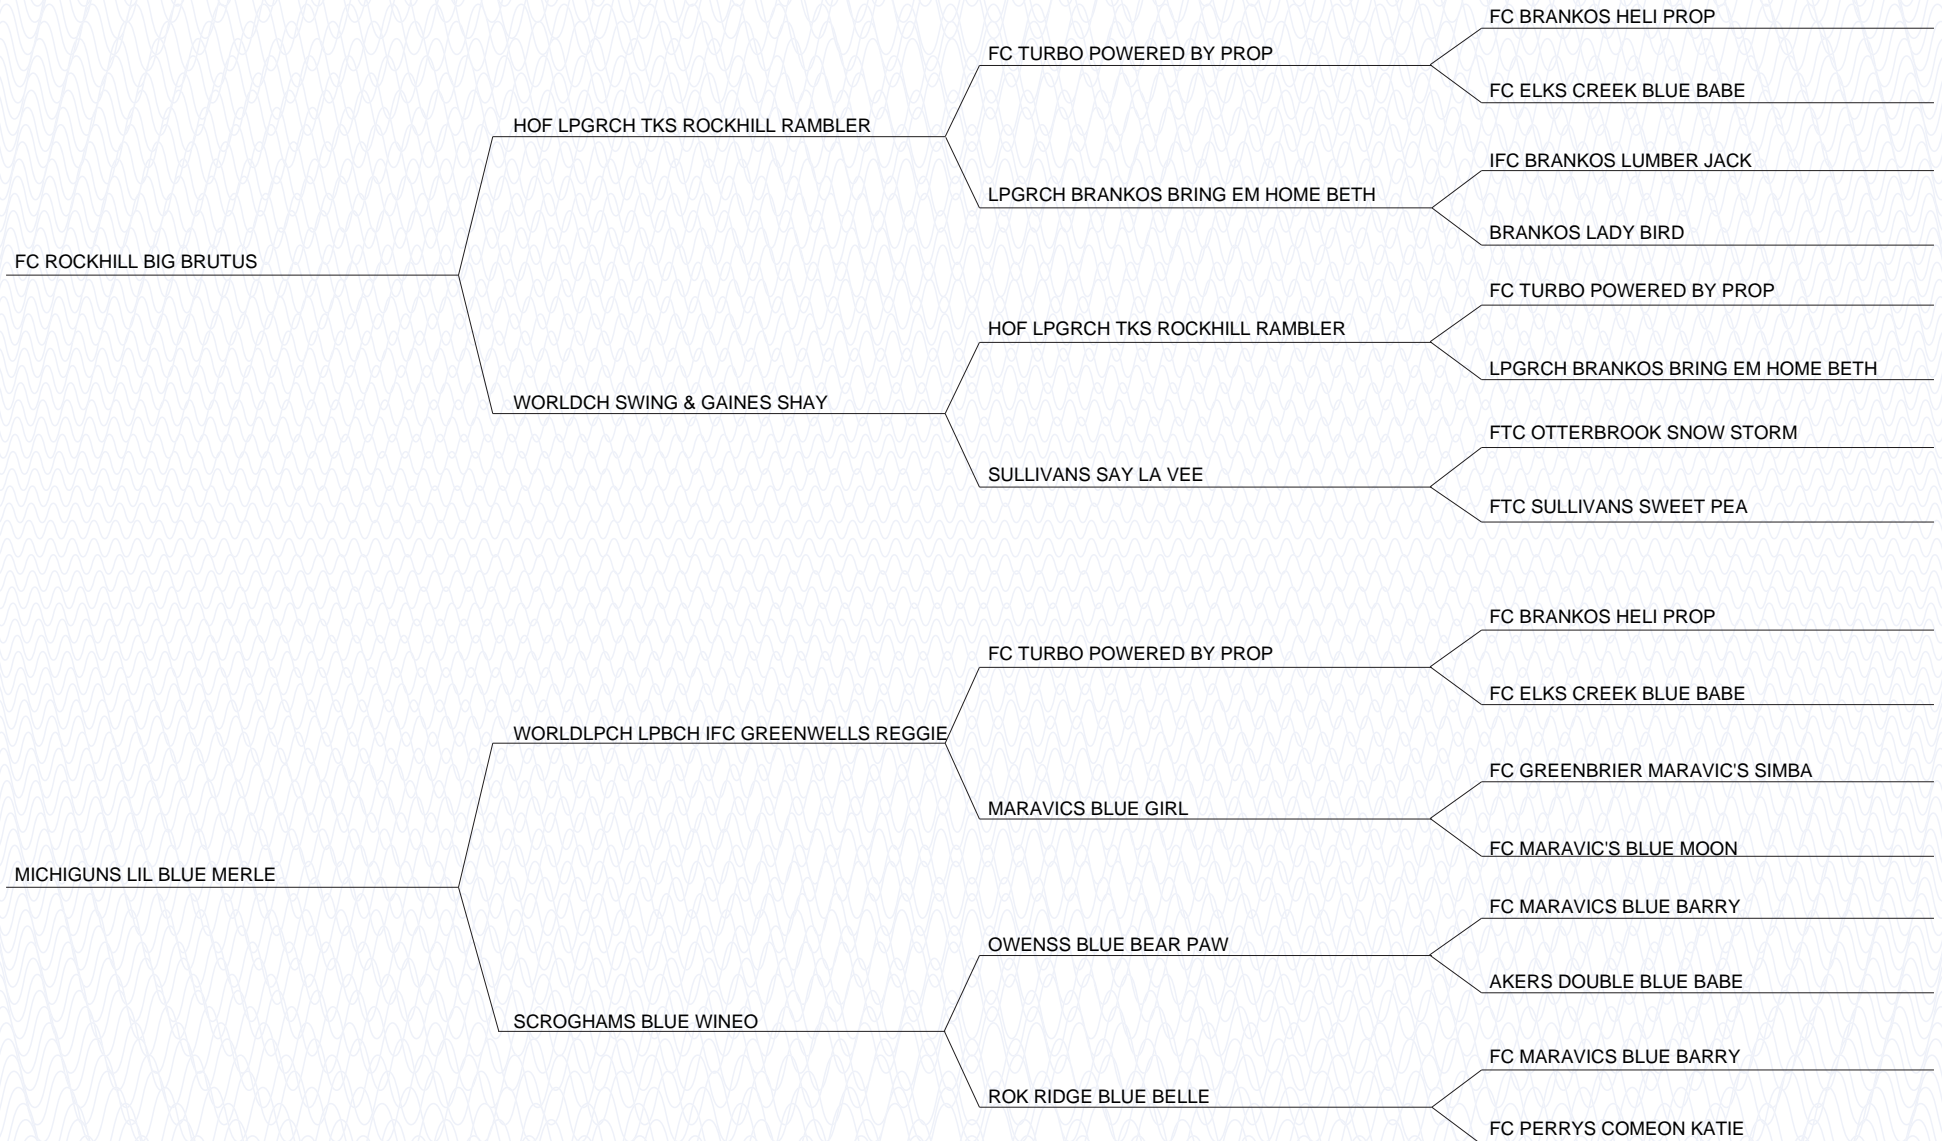 FC BRANKOS HELI PROP
FC TURBO POWERED BY PROP
FC ELKS CREEK BLUE BABE
HOF LPGRCH TKS ROCKHILL RAMBLER
IFC BRANKOS LUMBER JACK
LPGRCH BRANKOS BRING EM HOME BETH
BRANKOS LADY BIRD
FC ROCKHILL BIG BRUTUS
FC TURBO POWERED BY PROP
HOF LPGRCH TKS ROCKHILL RAMBLER
LPGRCH BRANKOS BRING EM HOME BETH
WORLDCH SWING & GAINES SHAY
FTC OTTERBROOK SNOW STORM
SULLIVANS SAY LA VEE
FTC SULLIVANS SWEET PEA
FC BRANKOS HELI PROP
FC TURBO POWERED BY PROP
FC ELKS CREEK BLUE BABE
WORLDLPCH LPBCH IFC GREENWELLS REGGIE
FC GREENBRIER MARAVIC'S SIMBA
MARAVICS BLUE GIRL
FC MARAVIC'S BLUE MOON
MICHIGUNS LIL BLUE MERLE
FC MARAVICS BLUE BARRY
OWENSS BLUE BEAR PAW
AKERS DOUBLE BLUE BABE
SCROGHAMS BLUE WINEO
FC MARAVICS BLUE BARRY
ROK RIDGE BLUE BELLE
FC PERRYS COMEON KATIE